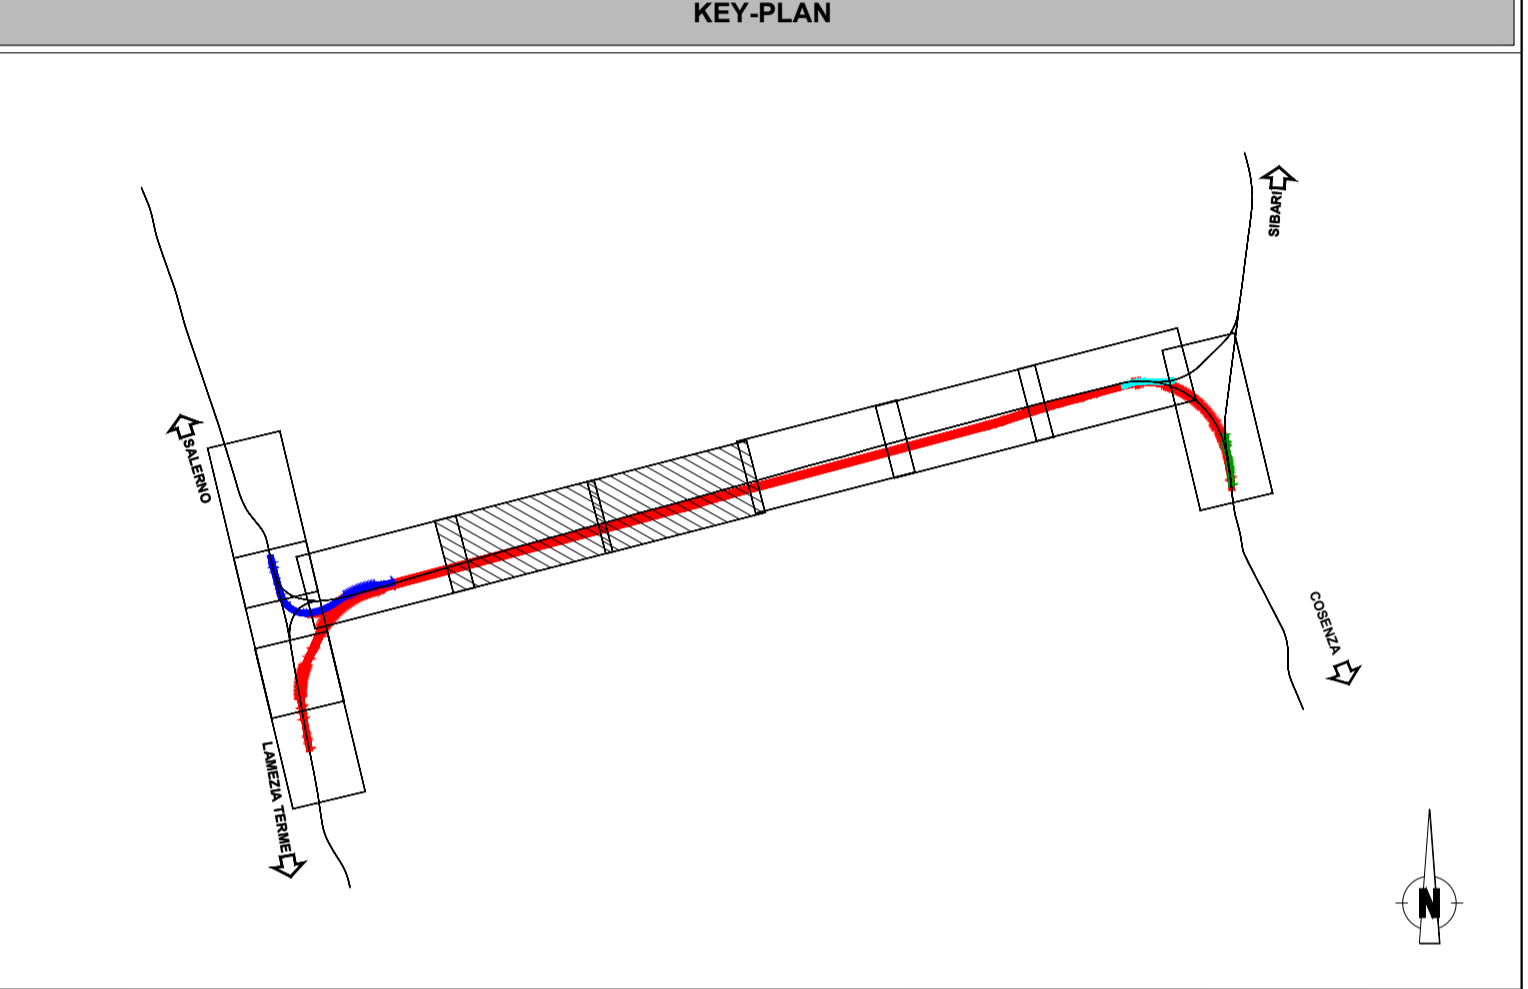 KEY-PLAN
SIBARI
SALERNO
COSENZA
LAMEZIA TERME
N